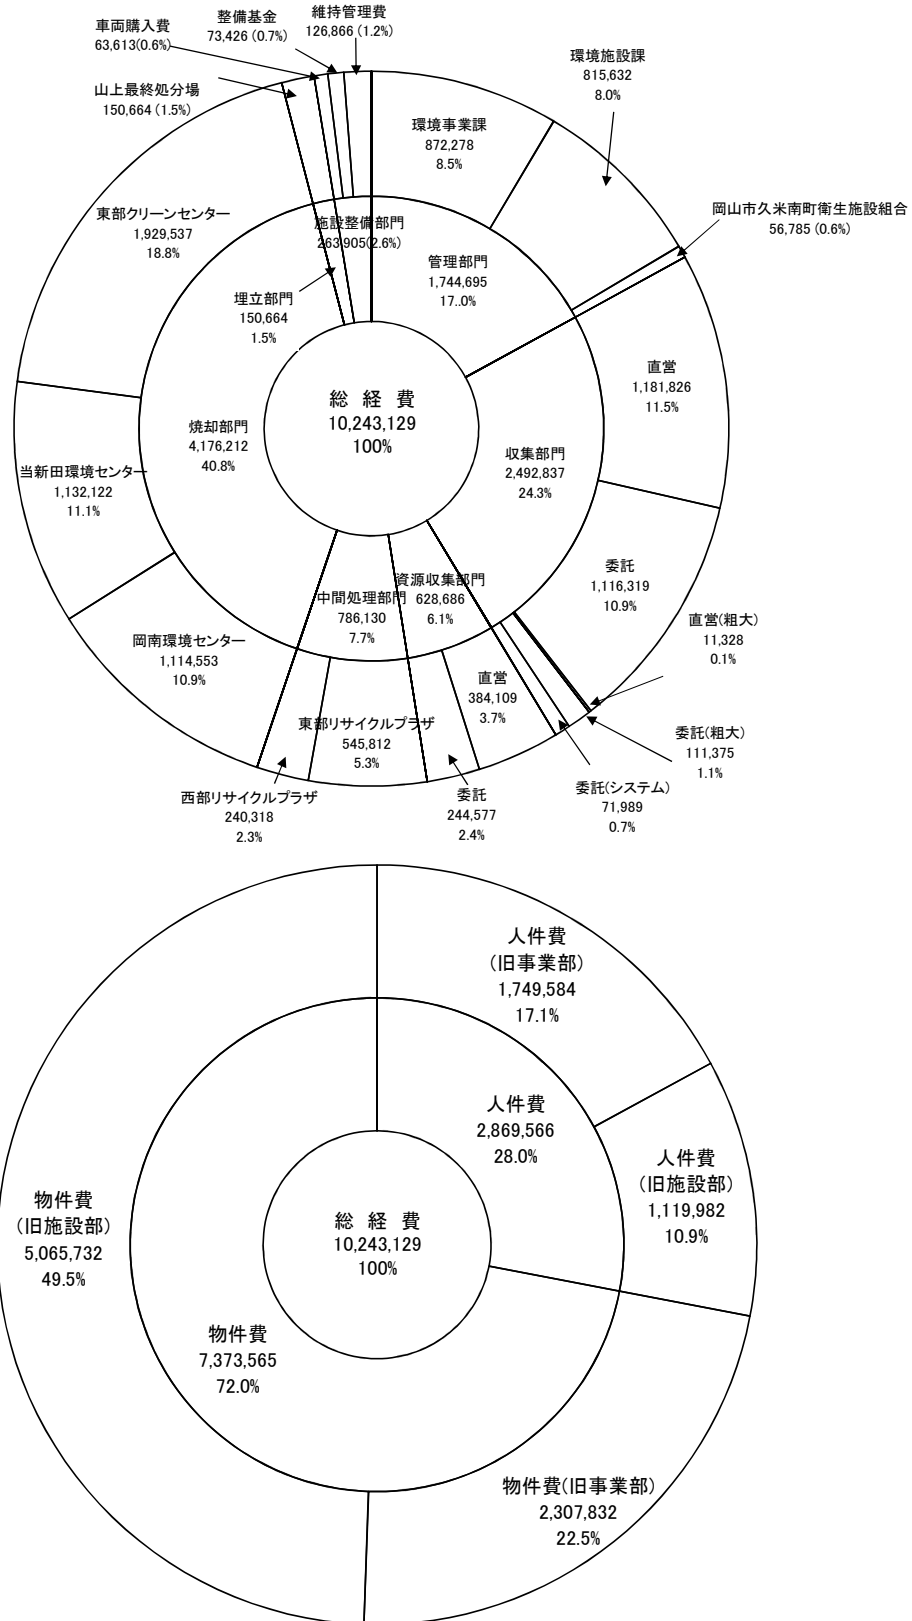 整備基金
73,426 (0.7%)
維持管理費
126,866 (1.2%)
車両購入費
63,613(0.6%)
山上最終処分場
150,664 (1.5%)
環境施設課
815,632
8.0%
環境事業課
872,278
8.5%
岡山市久米南町衛生施設組合
56,785 (0.6%)
東部クリーンセンター
1,929,537
18.8%
施設整備部門
263,905(2.6%)
管理部門
1,744,695
17..0%
埋立部門
150,664
1.5%
直営
1,181,826
11.5%
総 経 費
10,243,129
100%
焼却部門
4,176,212
40.8%
収集部門
2,492,837
24.3%
当新田環境センター
1,132,122
11.1%
委託
1,116,319
10.9%
資源収集部門
628,686
6.1%
中間処理部門
786,130
7.7%
直営(粗大)
11,328
0.1%
岡南環境センター
1,114,553
10.9%
直営
384,109
3.7%
東部リサイクルプラザ
545,812
5.3%
委託(粗大)
111,375
1.1%
委託(システム)
71,989
0.7%
西部リサイクルプラザ
240,318
2.3%
委託
244,577
2.4%
人件費
(旧事業部)
1,749,584
17.1%
人件費
2,869,566
28.0%
人件費
(旧施設部)
1,119,982
10.9%
物件費
(旧施設部)
5,065,732
49.5%
総 経 費
10,243,129
100%
物件費
7,373,565
72.0%
物件費(旧事業部)
2,307,832
22.5%